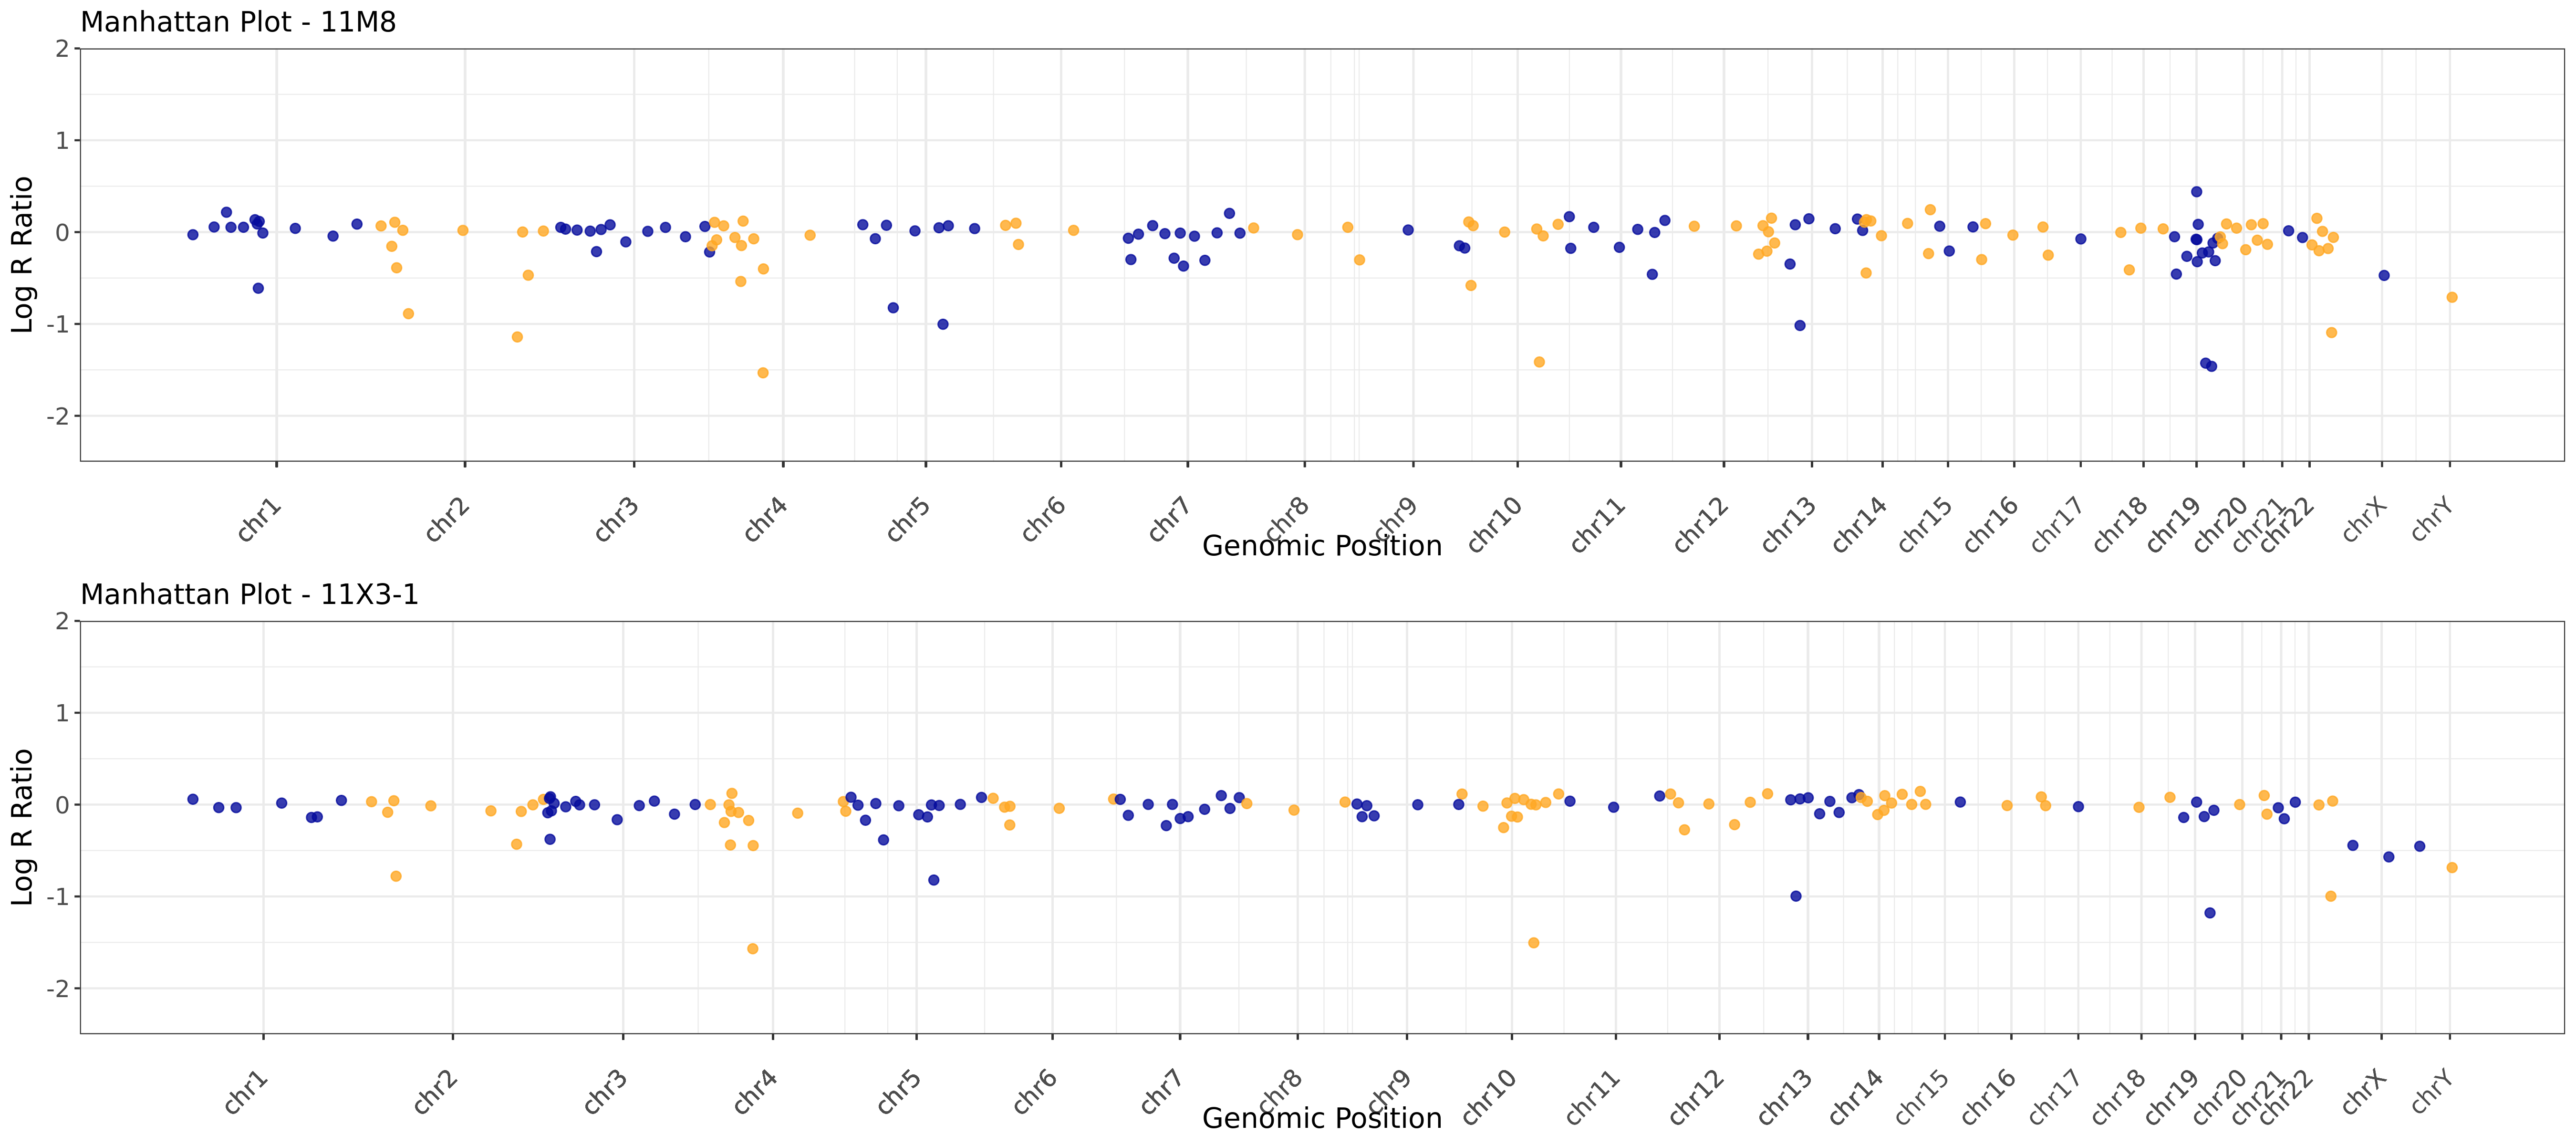 Manhattan Plot - 11M8
2
1
0
-1
-2
Log R Ratio
chr1 chr2 chr3 chr4 chr5 chr6 chr7 chr8 chr9 chr10 chr11 chr12 chr13 chr14 chr15 chr16 chr17 chr18 chr19 chr20 chr21 chr22 chrX chrY
Genomic Position
Manhattan Plot - 11X3-1
2
1
0
-1
-2
Log R Ratio
chr1 chr2 chr3 chr4 chr5 chr6 chr7 chr8 chr9 chr10 chr11 chr12 chr13 chr14 chr15 chr16 chr17 chr18 chr19 chr20 chr21 chr22 chrX chrY
Genomic Position